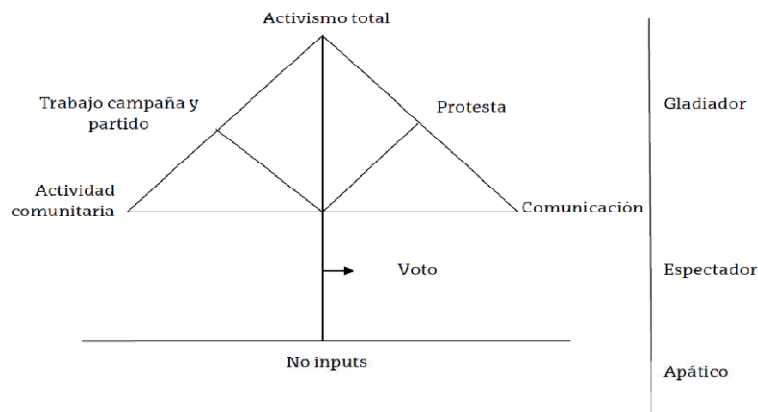 Activismo total
Trabajo campaña y
partido
Protesta
Gladiador
Actividad
comunitaria
Comunicación
Voto
Espectador
No inputs
Apático